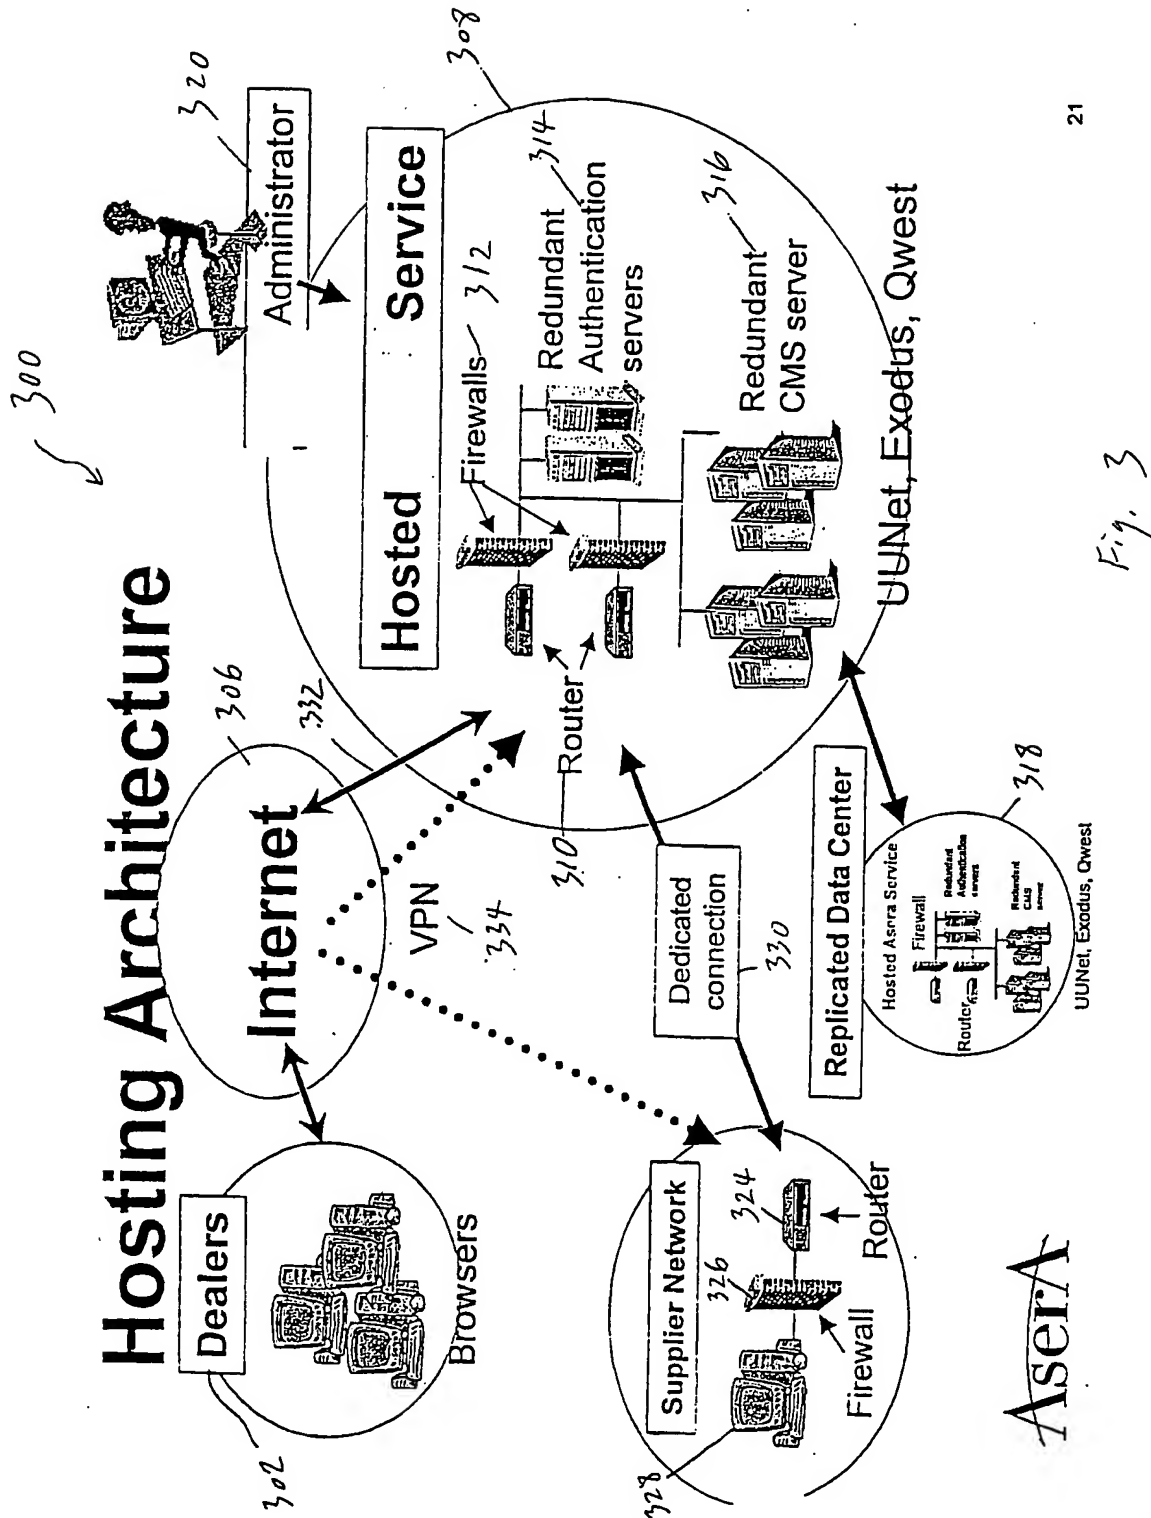 300
Hosting Architecture
Dealers
302
Browsers
Internet
306
332
VPN
334
Administrator
320
Hosted Service
308
Firewalls
312
Router
310
Redundant
Authentication
servers
314
Redundant
CMS server
316
UUNet, Exodus, Qwest
Dedicated
connection
330
Supplier Network
328
326
324
Firewall
Router
Replicated Data Center
318
Hosted Asera Service
Firewall
Redundant
Authentication
servers
Router
Redundant
CMS
server
UUNet, Exodus, Qwest
AserA
21
Fig. 3